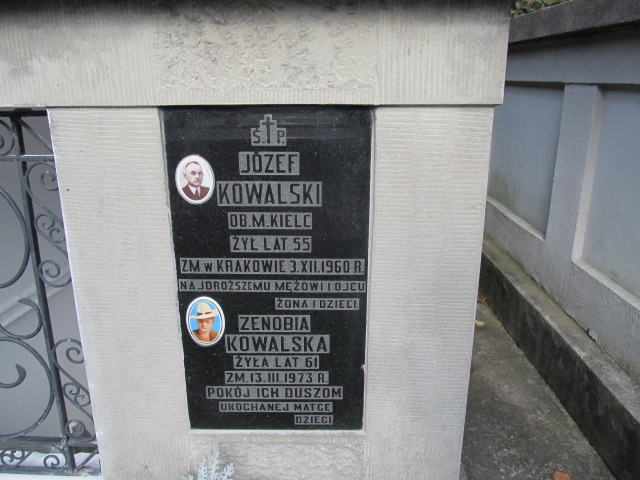 Ś.P.
JÓZEF
KOWALSKI
OB.M.KIELC
ŻYŁ LAT 55
ZM.w KRAKOWIE 3.XII.1960 R.
NAJDROŻSZEMU MĘŻOWI I OJCU
ŻONA I DZIECI
ZENOBIA
KOWALSKA
ŻYŁA LAT 61
ZM.13.III.1973 R.
POKÓJ ICH DUSZOM
UKOCHANEJ MATCE
DZIECI